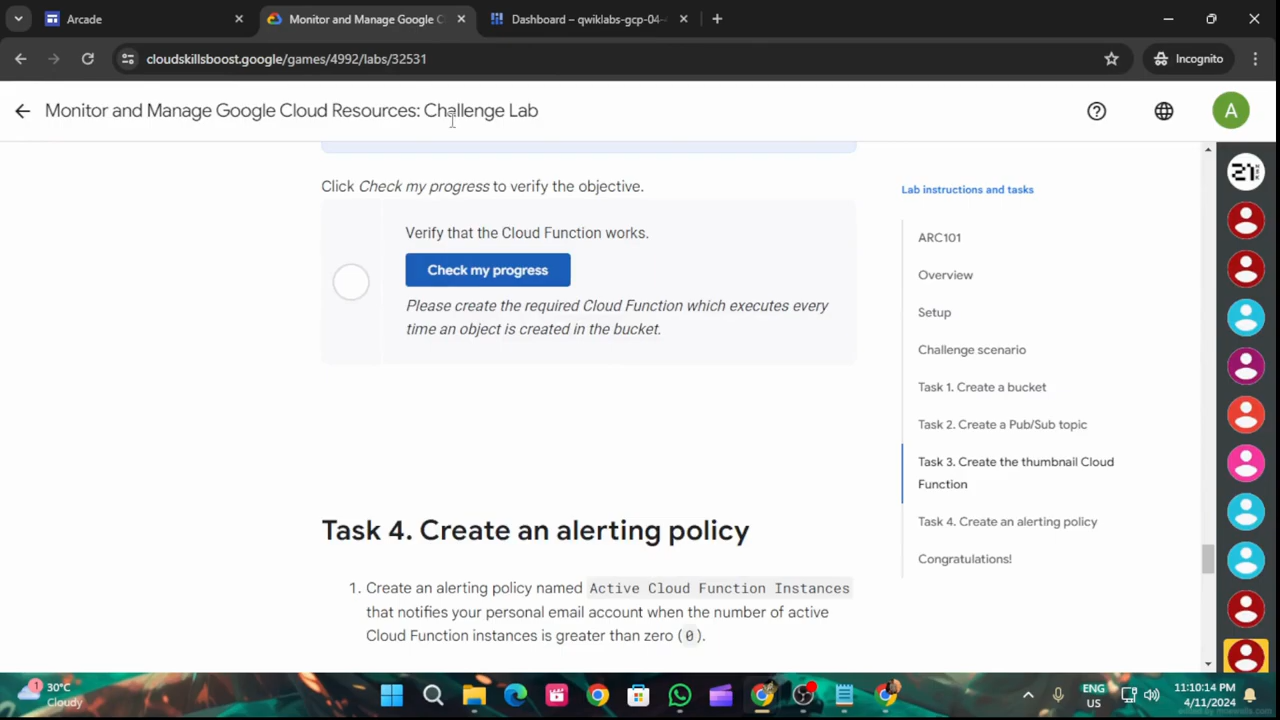 Arcade
Monitor and Manage Google C
Dashboard – qwiklabs-gcp-04-
cloudskillsboost.google/games/4992/labs/32531
Incognito
Monitor and Manage Google Cloud Resources: Challenge Lab
A
Click Check my progress to verify the objective.
Verify that the Cloud Function works.
Check my progress
Please create the required Cloud Function which executes every
time an object is created in the bucket.
Task 4. Create an alerting policy
1. Create an alerting policy named Active Cloud Function Instances
that notifies your personal email account when the number of active
Cloud Function instances is greater than zero (0).
Lab instructions and tasks
ARC101
Overview
Setup
Challenge scenario
Task 1. Create a bucket
Task 2. Create a Pub/Sub topic
Task 3. Create the thumbnail Cloud
Function
Task 4. Create an alerting policy
Congratulations!
1
30°C
Cloudy
ENG
US
11:10:14 PM
4/11/2024